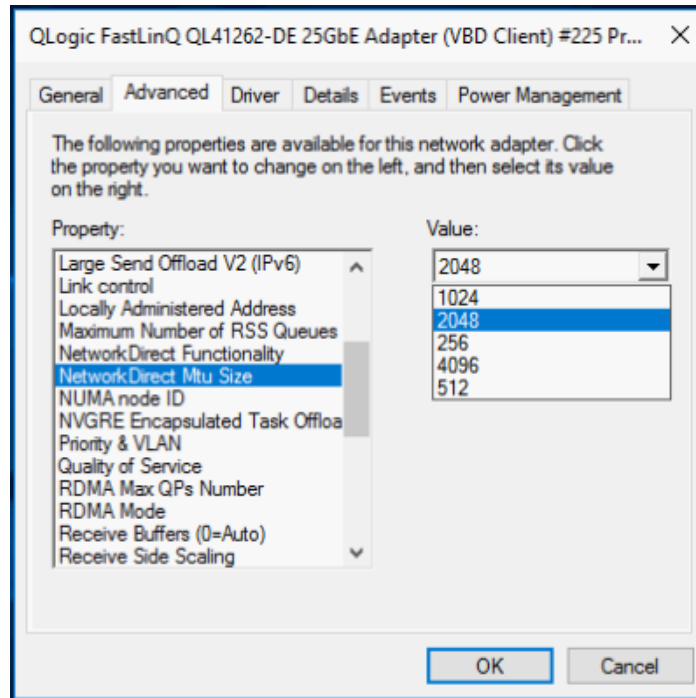 QLogic FastLinQ QL41262-DE 25GbE Adapter (VBD Client) #225 Pr...
General Advanced Driver Details Events Power Management
The following properties are available for this network adapter. Click
the property you want to change on the left, and then select its value
on the right.
Property:
Large Send Offload V2 (IPv6)
Link control
Locally Administered Address
Maximum Number of RSS Queues
NetworkDirect Functionality
NetworkDirect Mtu Size
NUMA node ID
NVGRE Encapsulated Task Offloa
Priority & VLAN
Quality of Service
RDMA Max QPs Number
RDMA Mode
Receive Buffers (0=Auto)
Receive Side Scaling
Value:
2048
1024
2048
256
4096
512
OK Cancel